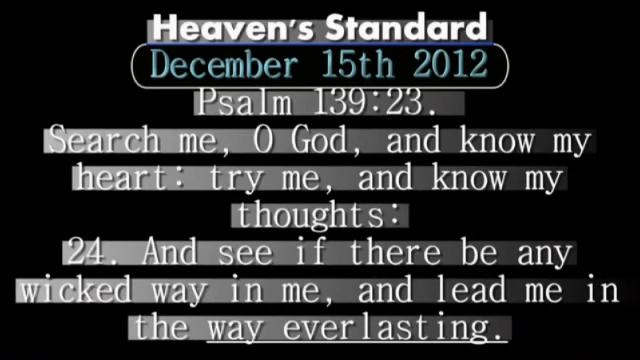 Heaven's Standard
December 15th 2012
Psalm 139:23.
Search me, O God, and know my
heart: try me, and know my
thoughts:
24. And see if there be any
wicked way in me, and lead me in
the way everlasting.